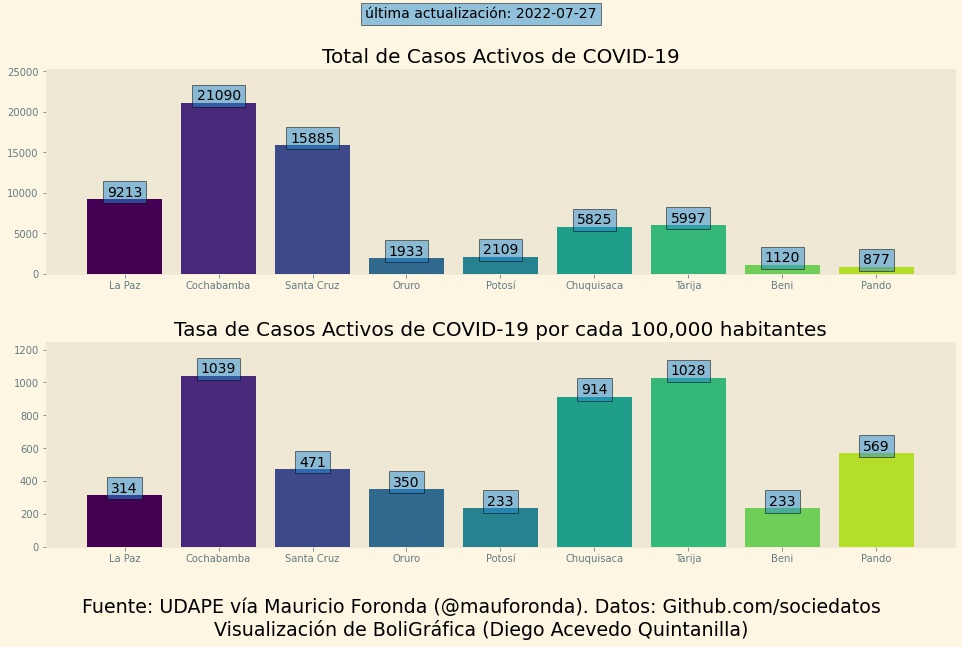 última actualización: 2022-07-27
Total de Casos Activos de COVID-19
25000
20000
15000
10000
5000
0
9213
21090
15885
1933
2109
5825
5997
1120
877
La Paz
Cochabamba
Santa Cruz
Oruro
Potosí
Chuquisaca
Tarija
Beni
Pando
Tasa de Casos Activos de COVID-19 por cada 100,000 habitantes
1200
1000
800
600
400
200
0
314
1039
471
350
233
914
1028
233
569
La Paz
Cochabamba
Santa Cruz
Oruro
Potosí
Chuquisaca
Tarija
Beni
Pando
Fuente: UDAPE vía Mauricio Foronda (@mauforonda). Datos: Github.com/sociedatos
Visualización de BoliGráfica (Diego Acevedo Quintanilla)